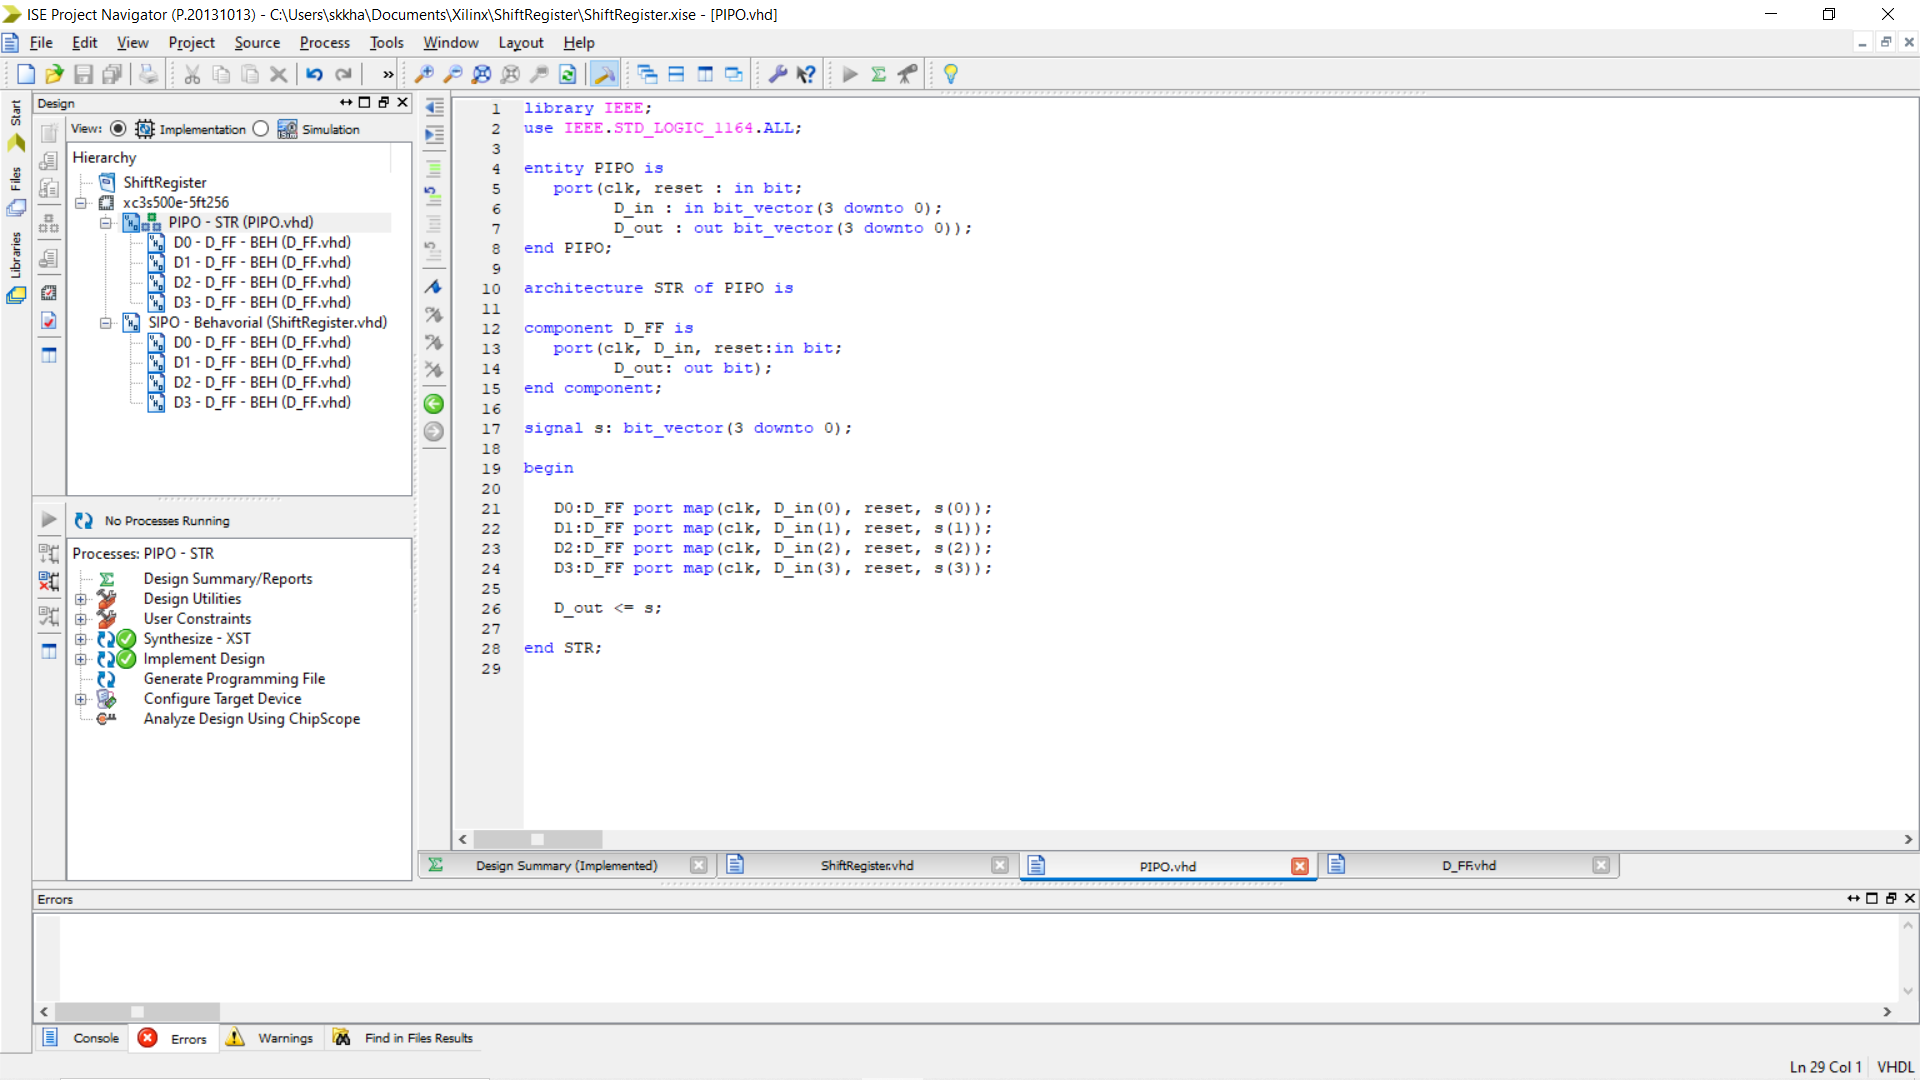 ISE Project Navigator (P.20131013) - C:\Users\skkha\Documents\Xilinx\ShiftRegister\ShiftRegister.xise - [PIPO.vhd]
File Edit View Project Source Process Tools Window Layout Help
»
Start
Files
Libraries
Design
View: Implementation Simulation
Hierarchy
ShiftRegister
xc3s500e-5ft256
PIPO - STR (PIPO.vhd)
D0 - D_FF - BEH (D_FF.vhd)
D1 - D_FF - BEH (D_FF.vhd)
D2 - D_FF - BEH (D_FF.vhd)
D3 - D_FF - BEH (D_FF.vhd)
SIPO - Behavorial (ShiftRegister.vhd)
D0 - D_FF - BEH (D_FF.vhd)
D1 - D_FF - BEH (D_FF.vhd)
D2 - D_FF - BEH (D_FF.vhd)
D3 - D_FF - BEH (D_FF.vhd)
No Processes Running
Processes: PIPO - STR
Design Summary/Reports
Design Utilities
User Constraints
Synthesize - XST
Implement Design
Generate Programming File
Configure Target Device
Analyze Design Using ChipScope
1 library IEEE;
2 use IEEE.STD_LOGIC_1164.ALL;
3
4 entity PIPO is
5 port(clk, reset : in bit;
6 D_in : in bit_vector(3 downto 0);
7 D_out : out bit_vector(3 downto 0));
8 end PIPO;
9
10 architecture STR of PIPO is
11
12 component D_FF is
13 port(clk, D_in, reset:in bit;
14 D_out: out bit);
15 end component;
16
17 signal s: bit_vector(3 downto 0);
18
19 begin
20
21 D0:D_FF port map(clk, D_in(0), reset, s(0));
22 D1:D_FF port map(clk, D_in(1), reset, s(1));
23 D2:D_FF port map(clk, D_in(2), reset, s(2));
24 D3:D_FF port map(clk, D_in(3), reset, s(3));
25
26 D_out <= s;
27
28 end STR;
29
Design Summary (Implemented) ShiftRegister.vhd PIPO.vhd D_FF.vhd
Errors
Console Errors Warnings Find in Files Results
Ln 29 Col 1 VHDL